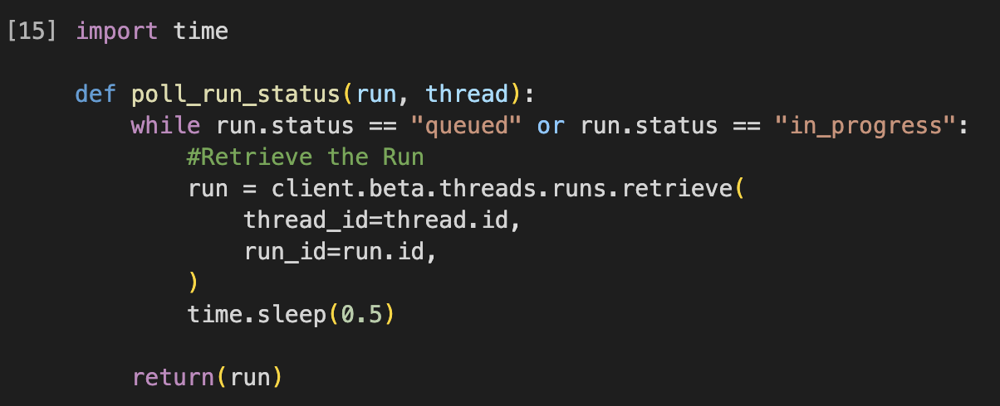 [15] import time
def poll_run_status(run, thread):
while run.status == "queued" or run.status == "in_progress":
#Retrieve the Run
run = client.beta.threads.runs.retrieve(
thread_id=thread.id,
run_id=run.id,
)
time.sleep(0.5)
return(run)